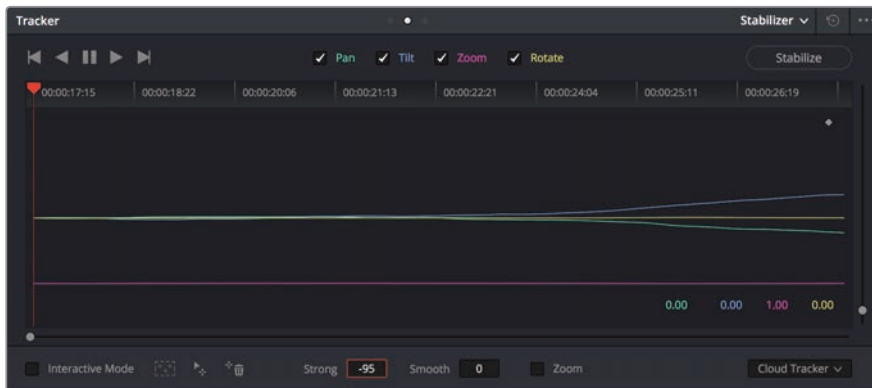 Tracker
Stabilizer
Pan Tilt Zoom Rotate Stabilize
00:00:17:15 00:00:18:22 00:00:20:06 00:00:21:13 00:00:22:21 00:00:24:04 00:00:25:11 00:00:26:19
0.00 0.00 1.00 0.00
Interactive Mode Strong -95 Smooth 0 Zoom Cloud Tracker